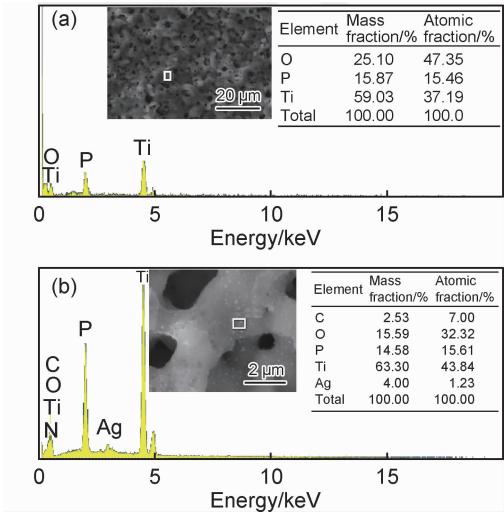 (a)
Element Mass fraction/% Atomic fraction/%
O 25.10 47.35
P 15.87 15.46
Ti 59.03 37.19
Total 100.00 100.0
20 μm
O
Ti
P
Ti
0 5 10 15
Energy/keV
(b)
Element Mass fraction/% Atomic fraction/%
C 2.53 7.00
O 15.59 32.32
P 14.58 15.61
Ti 63.30 43.84
Ag 4.00 1.23
Total 100.00 100.00
2 μm
Ti
P
C
O
Ti
N
Ag
0 5 10 15
Energy/keV